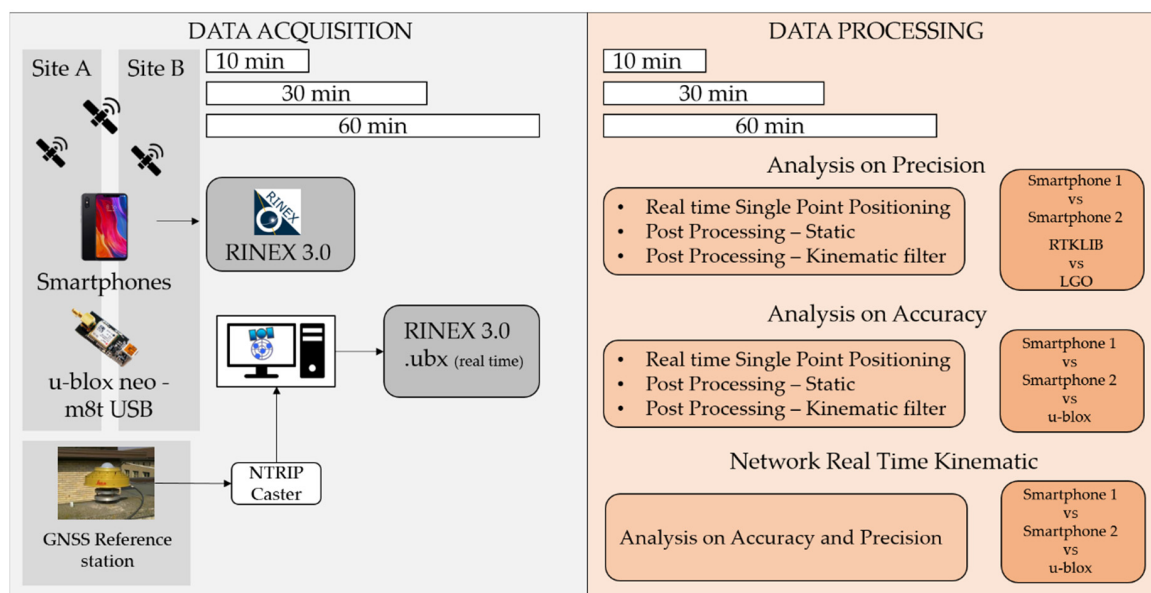 DATA ACQUISITION
Site A
Site B
10 min
30 min
60 min
RINEX
RINEX 3.0
Smartphones
u-blox neo -
m8t USB
RINEX 3.0
.ubx (real time)
NTRIP
Caster
GNSS Reference
station
DATA PROCESSING
10 min
30 min
60 min
Analysis on Precision
• Real time Single Point Positioning
• Post Processing – Static
• Post Processing – Kinematic filter
Smartphone 1
vs
Smartphone 2
RTKLIB
vs
LGO
Analysis on Accuracy
• Real time Single Point Positioning
• Post Processing – Static
• Post Processing – Kinematic filter
Smartphone 1
vs
Smartphone 2
vs
u-blox
Network Real Time Kinematic
Analysis on Accuracy and Precision
Smartphone 1
vs
Smartphone 2
vs
u-blox